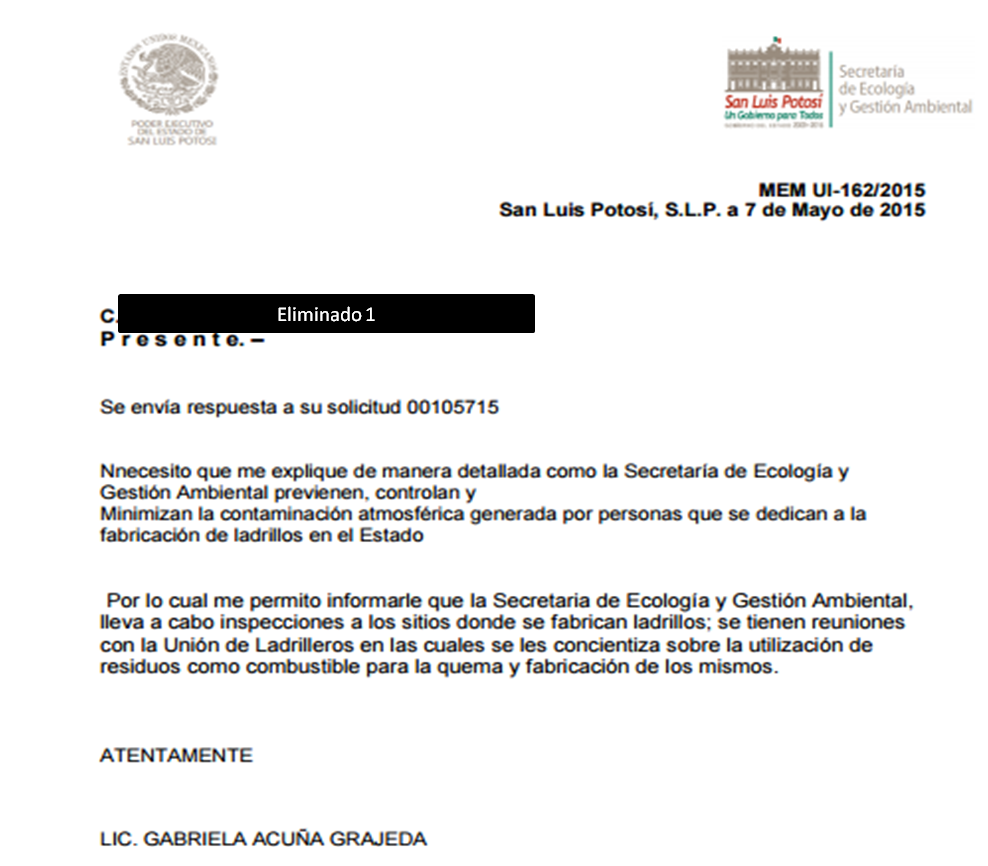 ESTADOS UNIDOS MEXICANOS
PODER EJECUTIVO
DEL ESTADO DE
SAN LUIS POTOSI
San Luis Potosí
Un Gobierno para Todos
GOBIERNO DEL ESTADO 2009-2015
Secretaría
de Ecología
y Gestión Ambiental
MEM UI-162/2015
San Luis Potosí, S.L.P. a 7 de Mayo de 2015
C.
Eliminado 1
P r e s e n t e. –
Se envía respuesta a su solicitud 00105715
Nnecesito que me explique de manera detallada como la Secretaría de Ecología y
Gestión Ambiental previenen, controlan y
Minimizan la contaminación atmosférica generada por personas que se dedican a la
fabricación de ladrillos en el Estado
Por lo cual me permito informarle que la Secretaria de Ecología y Gestión Ambiental,
lleva a cabo inspecciones a los sitios donde se fabrican ladrillos; se tienen reuniones
con la Unión de Ladrilleros en las cuales se les concientiza sobre la utilización de
residuos como combustible para la quema y fabricación de los mismos.
ATENTAMENTE
LIC. GABRIELA ACUÑA GRAJEDA